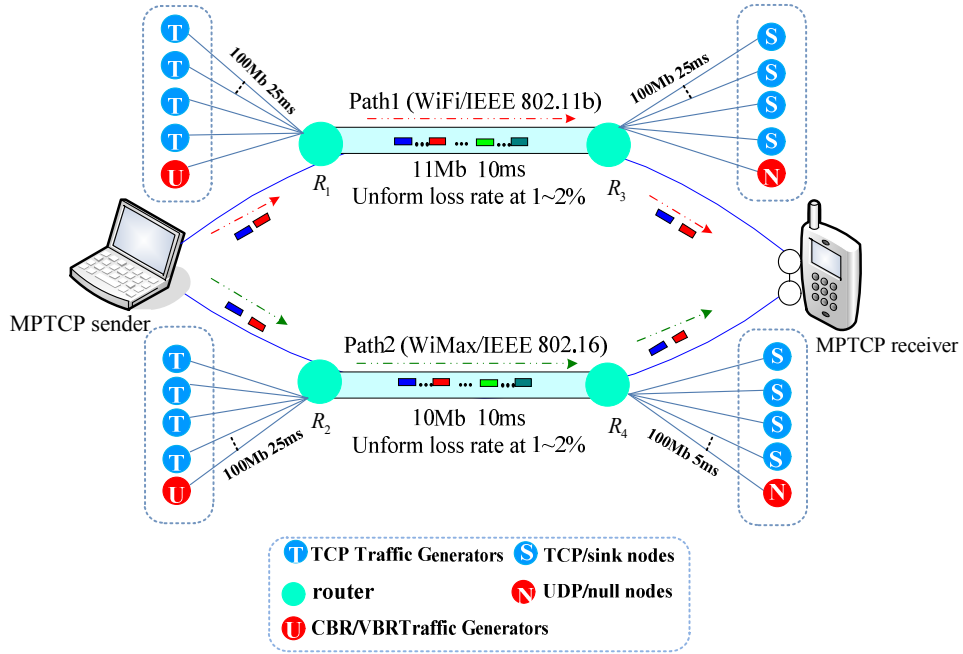 T
T
T
T
U
100Mb 25ms
Path1 (WiFi/IEEE 802.11b)
11Mb 10ms
Unform loss rate at 1~2%
R1
R3
100Mb 25ms
S
S
S
S
N
MPTCP sender
MPTCP receiver
T
T
T
T
U
100Mb 25ms
Path2 (WiMax/IEEE 802.16)
10Mb 10ms
Unform loss rate at 1~2%
R2
R4
100Mb 5ms
S
S
S
S
N
T TCP Traffic Generators
S TCP/sink nodes
router
N UDP/null nodes
U CBR/VBRTraffic Generators